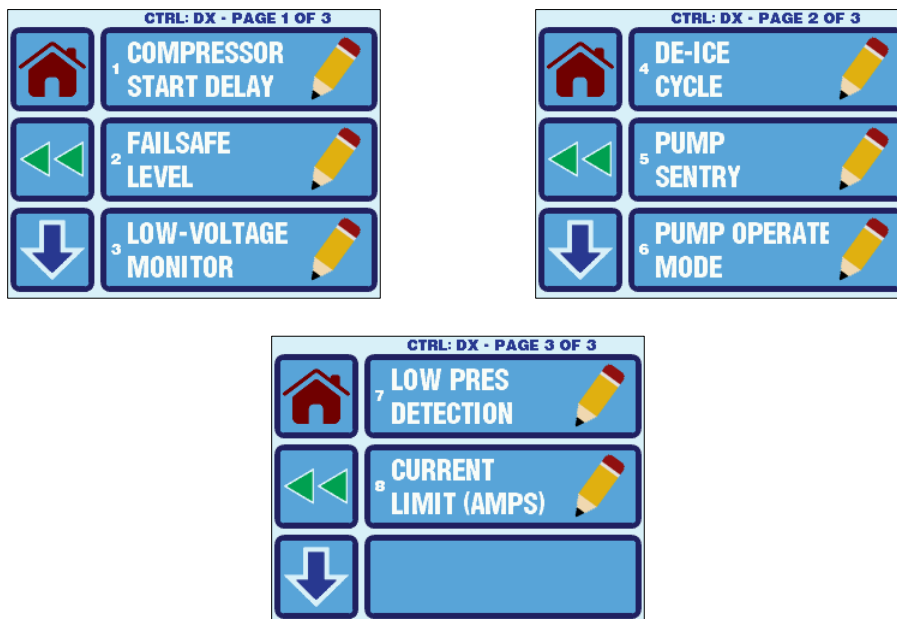 CTRL: DX - PAGE 1 OF 3
1 COMPRESSOR
START DELAY
2 FAILSAFE
LEVEL
3 LOW-VOLTAGE
MONITOR
CTRL: DX - PAGE 2 OF 3
4 DE-ICE
CYCLE
5 PUMP
SENTRY
6 PUMP OPERATE
MODE
CTRL: DX - PAGE 3 OF 3
7 LOW PRES
DETECTION
8 CURRENT
LIMIT (AMPS)